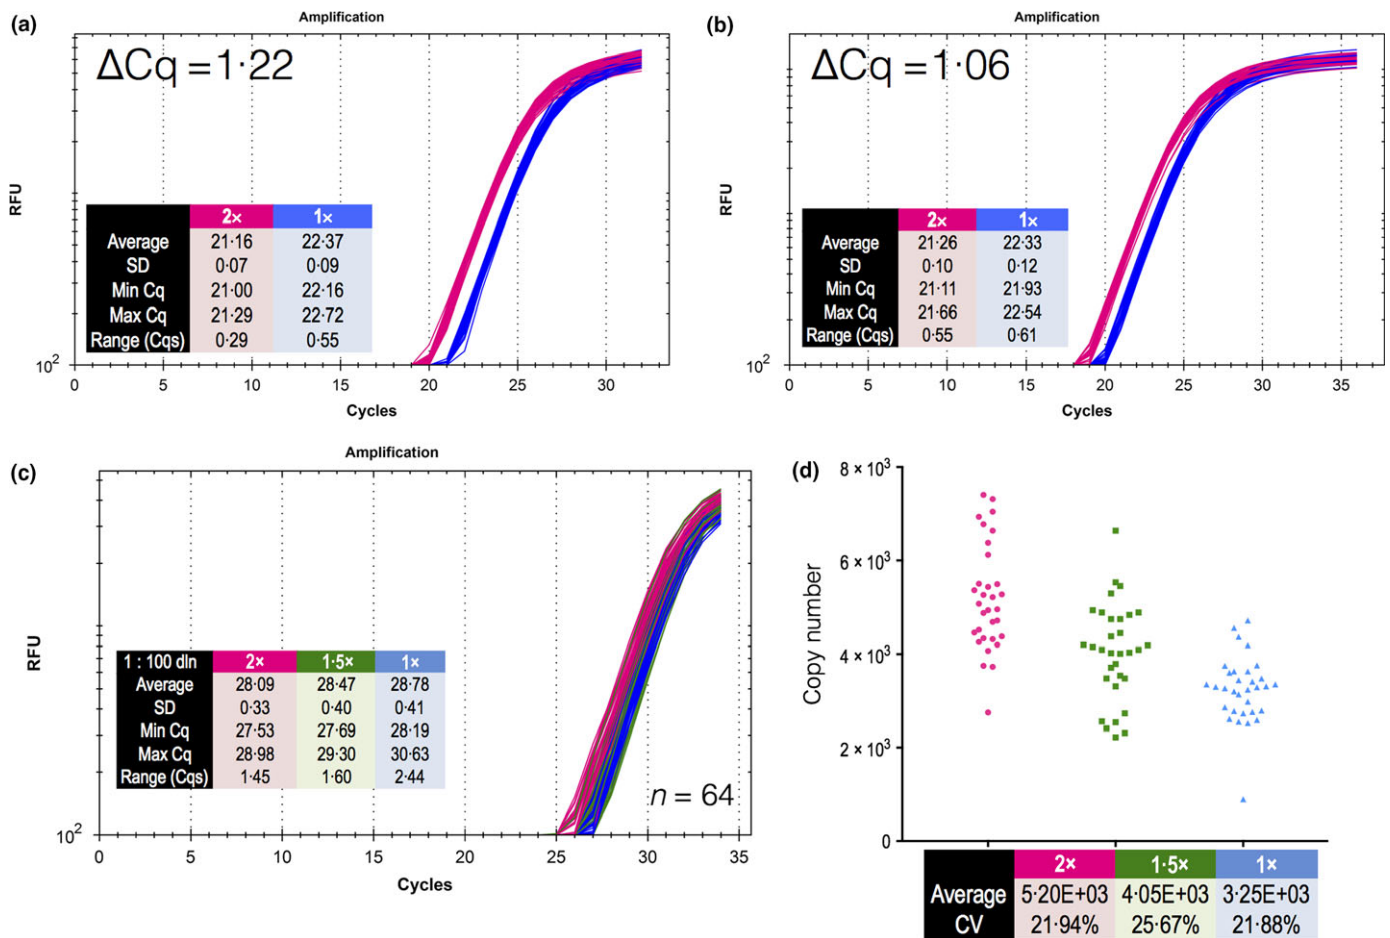 (a)
Amplification
ΔCq = 1·22
RFU
10²
2× 1×
Average 21·16 22·37
SD 0·07 0·09
Min Cq 21·00 22·16
Max Cq 21·29 22·72
Range (Cqs) 0·29 0·55
0 5 10 15 20 25 30
Cycles
(b)
Amplification
ΔCq = 1·06
RFU
10²
2× 1×
Average 21·26 22·33
SD 0·10 0·12
Min Cq 21·11 21·93
Max Cq 21·66 22·54
Range (Cqs) 0·55 0·61
0 5 10 15 20 25 30 35
Cycles
(c)
Amplification
RFU
10²
1 : 100 dln 2× 1·5× 1×
Average 28·09 28·47 28·78
SD 0·33 0·40 0·41
Min Cq 27·53 27·69 28·19
Max Cq 28·98 29·30 30·63
Range (Cqs) 1·45 1·60 2·44
n = 64
0 5 10 15 20 25 30 35
Cycles
(d)
Copy number
8 × 10³
6 × 10³
4 × 10³
2 × 10³
0
2× 1·5× 1×
Average 5·20E+03 4·05E+03 3·25E+03
CV 21·94% 25·67% 21·88%